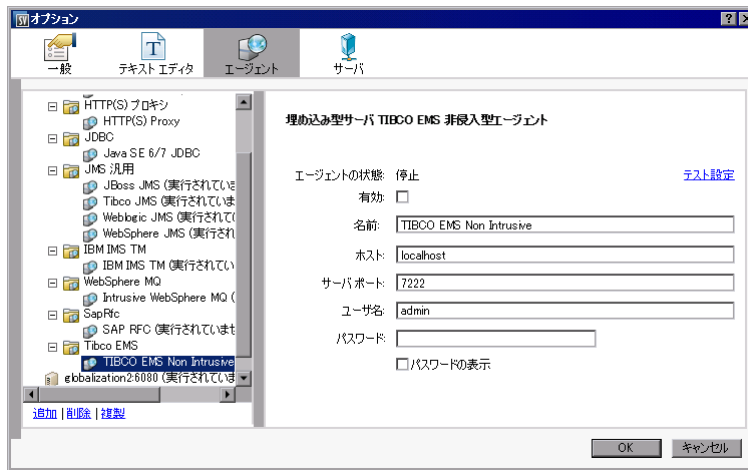 オプション
一般
テキスト エディタ
エージェント
サーバ
HTTP(S) プロキシ
HTTP(S) Proxy
JDBC
Java SE 6/7 JDBC
JMS 汎用
JBoss JMS (実行されていま
Tibco JMS (実行されていま
Weblogic JMS (実行されて(
WebSphere JMS (実行され
IBM IMS TM
IBM IMS TM (実行されてい
WebSphere MQ
Intrusive WebSphere MQ (
SapRfc
SAP RFC (実行されていませ
Tibco EMS
TIBCO EMS Non Intrusive
globalization2:6080 (実行されていま
追加 | 削除 | 複製
埋め込み型サーバ TIBCO EMS 非侵入型エージェント
エージェントの状態: 停止 テスト設定
有効:
名前: TIBCO EMS Non Intrusive
ホスト: localhost
サーバ ポート: 7222
ユーザ名: admin
パスワード:
パスワードの表示
OK キャンセル